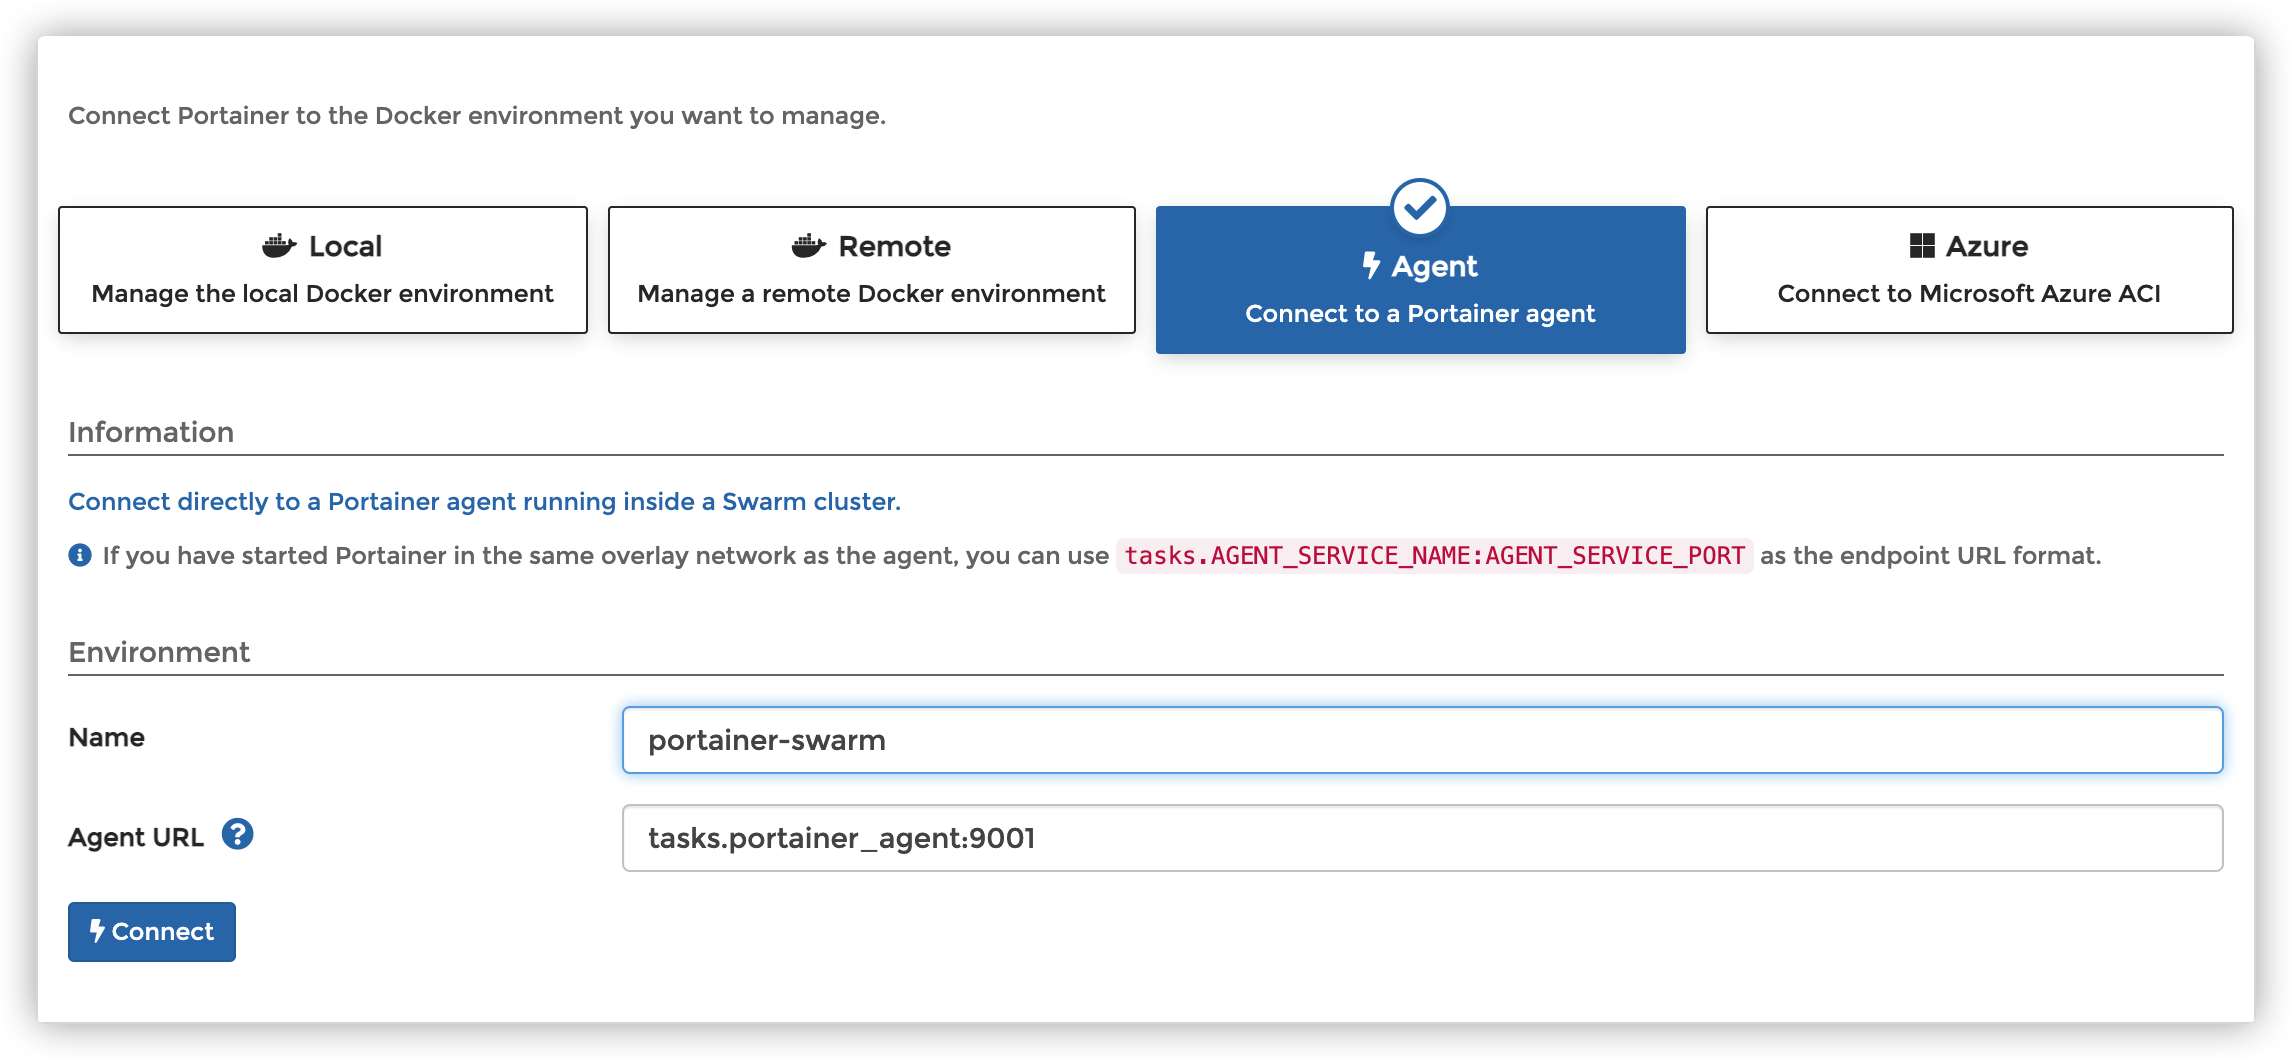 Connect Portainer to the Docker environment you want to manage.
Local
Manage the local Docker environment
Remote
Manage a remote Docker environment
Agent
Connect to a Portainer agent
Azure
Connect to Microsoft Azure ACI
Information
Connect directly to a Portainer agent running inside a Swarm cluster.
If you have started Portainer in the same overlay network as the agent, you can use tasks.AGENT_SERVICE_NAME:AGENT_SERVICE_PORT as the endpoint URL format.
Environment
Name
portainer-swarm
Agent URL
tasks.portainer_agent:9001
Connect